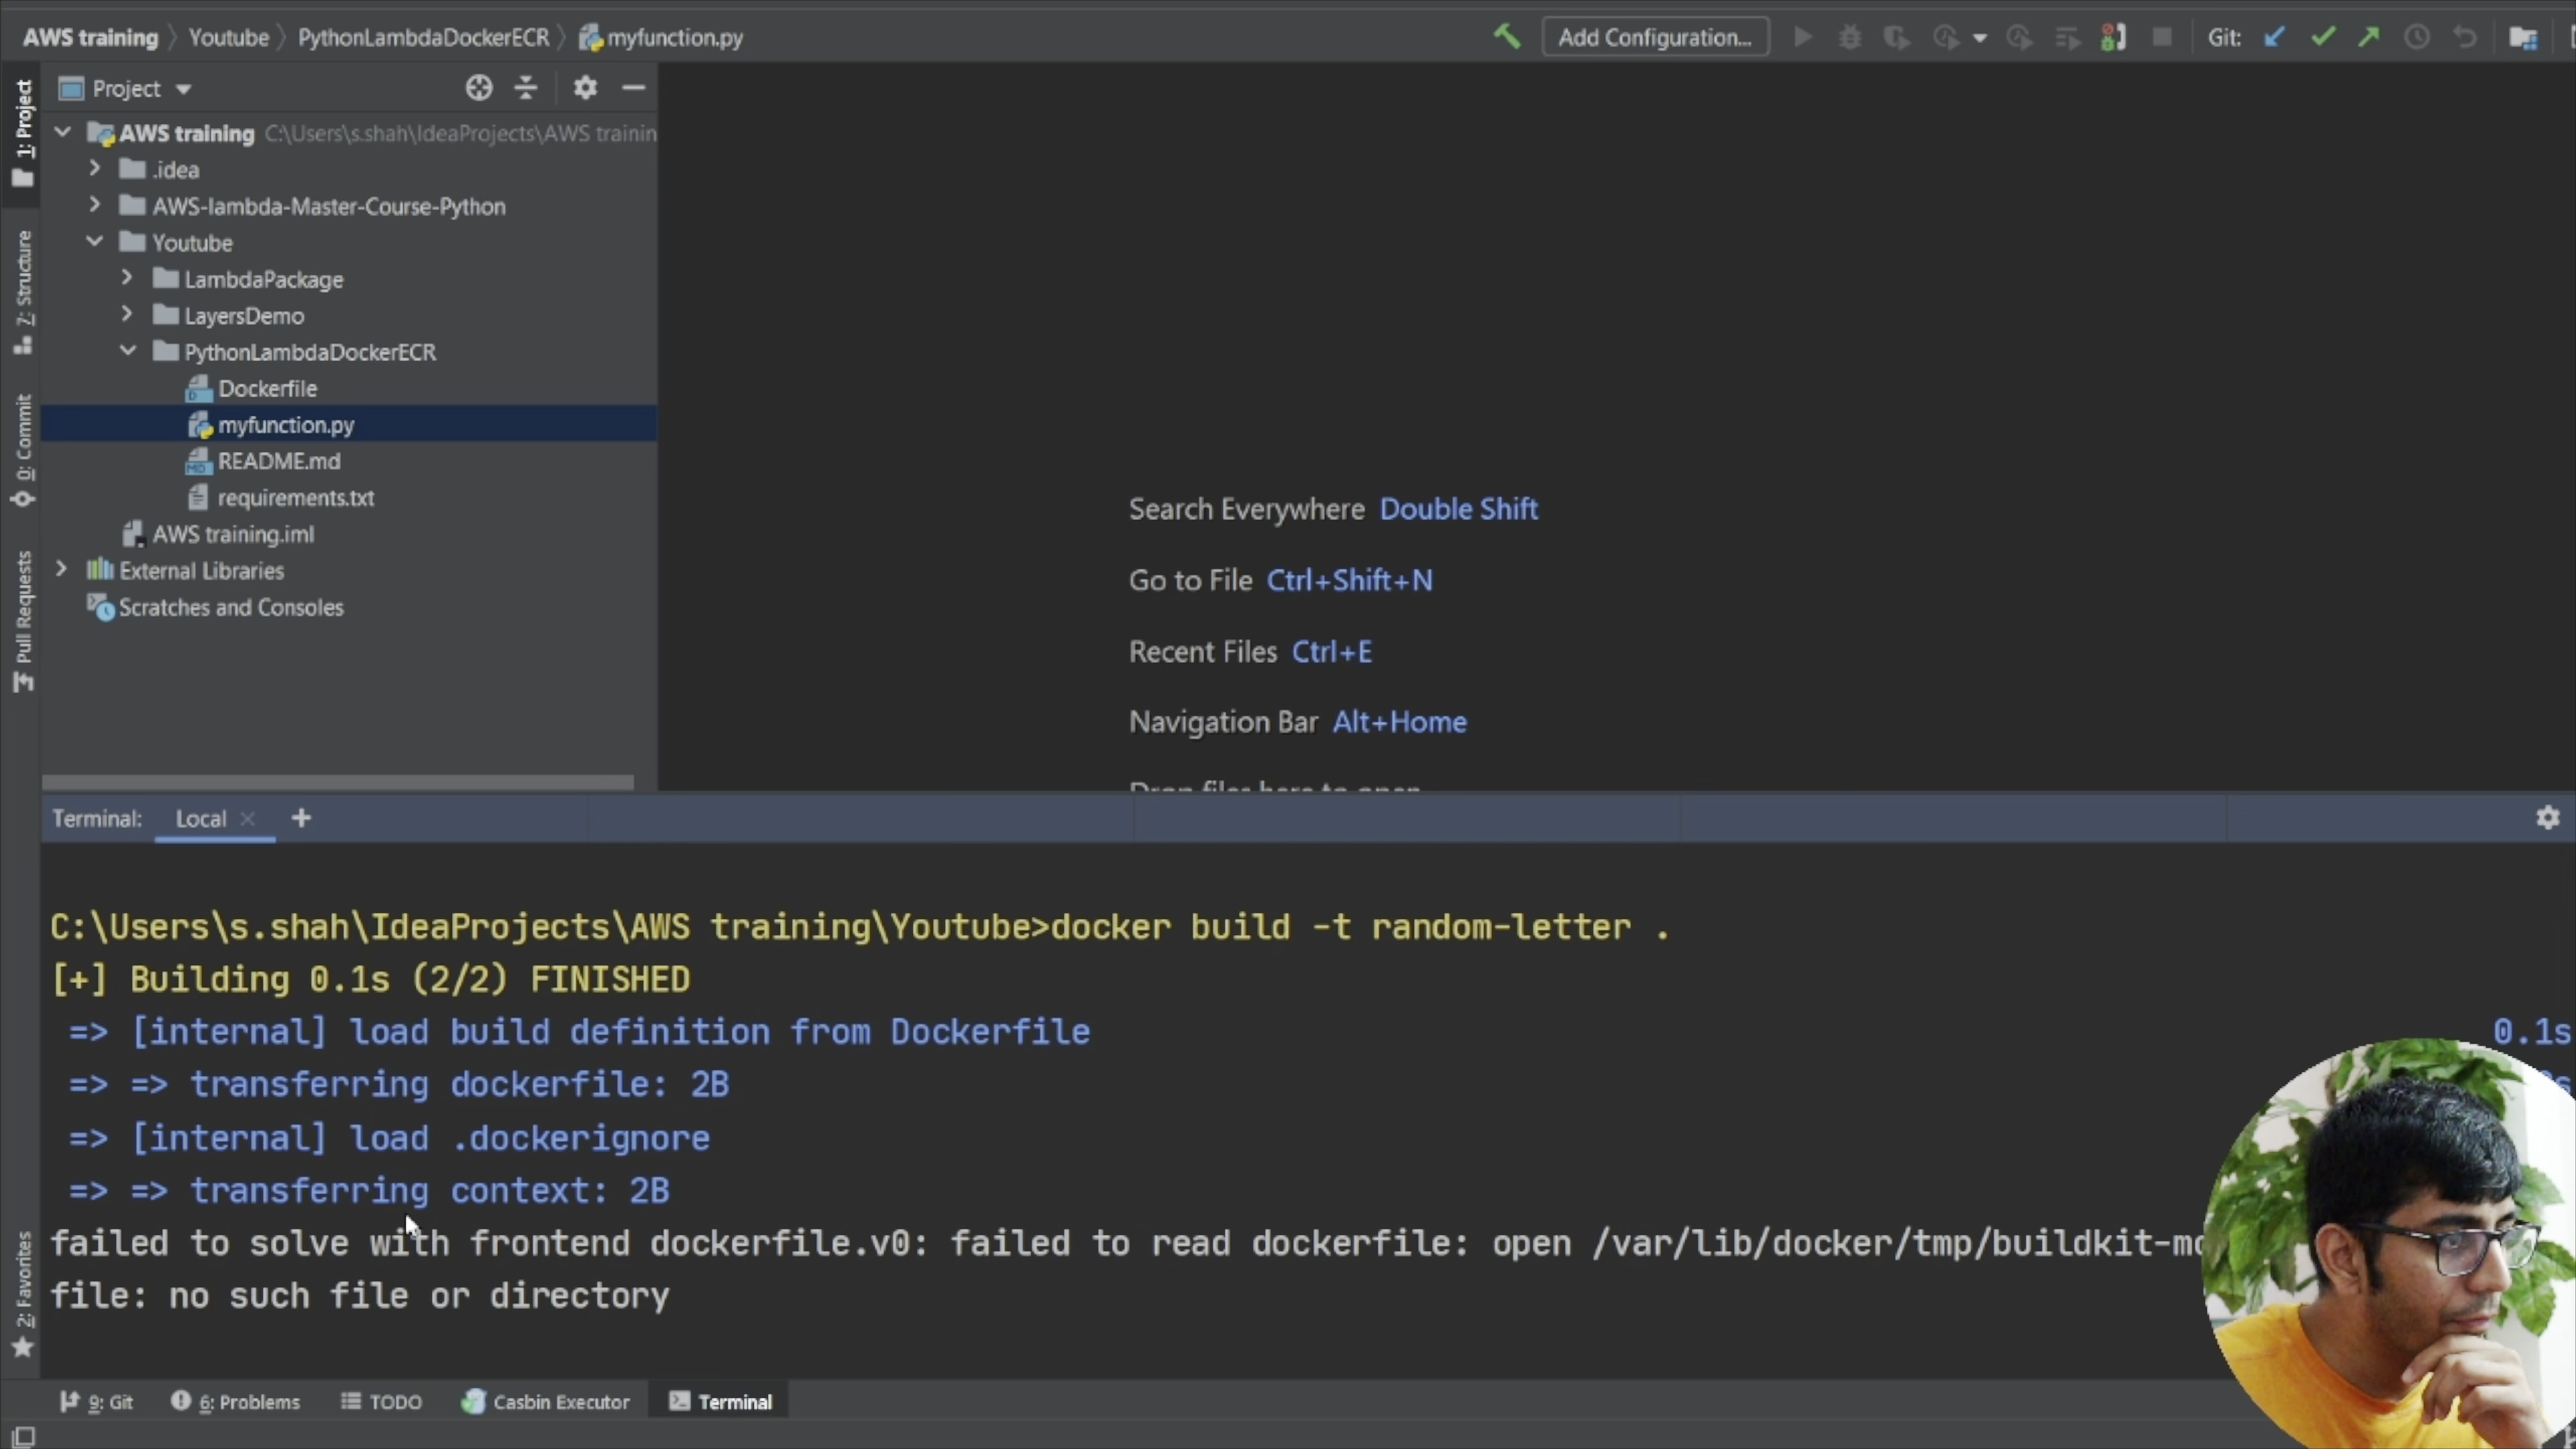 AWS training Youtube PythonLambdaDockerECR myfunction.py
Add Configuration...
Git:
1: Project
7: Structure
0: Commit
Pull Requests
2: Favorites
Project
AWS training C:\Users\s.shah\IdeaProjects\AWS trainin
.idea
AWS-lambda-Master-Course-Python
Youtube
LambdaPackage
LayersDemo
PythonLambdaDockerECR
Dockerfile
myfunction.py
README.md
requirements.txt
AWS training.iml
External Libraries
Scratches and Consoles
Search Everywhere Double Shift
Go to File Ctrl+Shift+N
Recent Files Ctrl+E
Navigation Bar Alt+Home
Drop files here to open
Terminal: Local
C:\Users\s.shah\IdeaProjects\AWS training\Youtube>docker build -t random-letter .
[+] Building 0.1s (2/2) FINISHED
=> [internal] load build definition from Dockerfile 0.1s
=> => transferring dockerfile: 2B
=> [internal] load .dockerignore
=> => transferring context: 2B
failed to solve with frontend dockerfile.v0: failed to read dockerfile: open /var/lib/docker/tmp/buildkit-mo
file: no such file or directory
9: Git 6: Problems TODO Casbin Executor Terminal